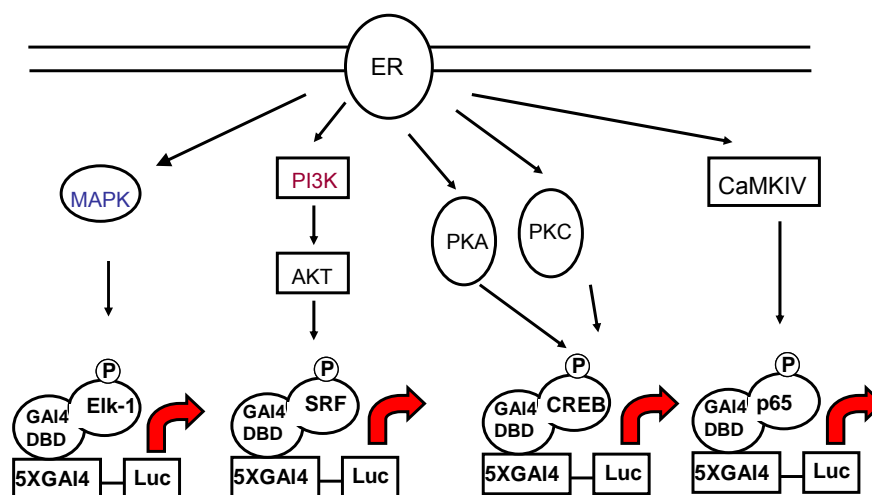 ER
MAPK
PI3K
AKT
PKA
PKC
CaMKIV
P
GAl4
DBD
Elk-1
5XGAl4
Luc
P
GAl4
DBD
SRF
5XGAl4
Luc
P
GAl4
DBD
CREB
5XGAl4
Luc
P
GAl4
DBD
p65
5XGAl4
Luc